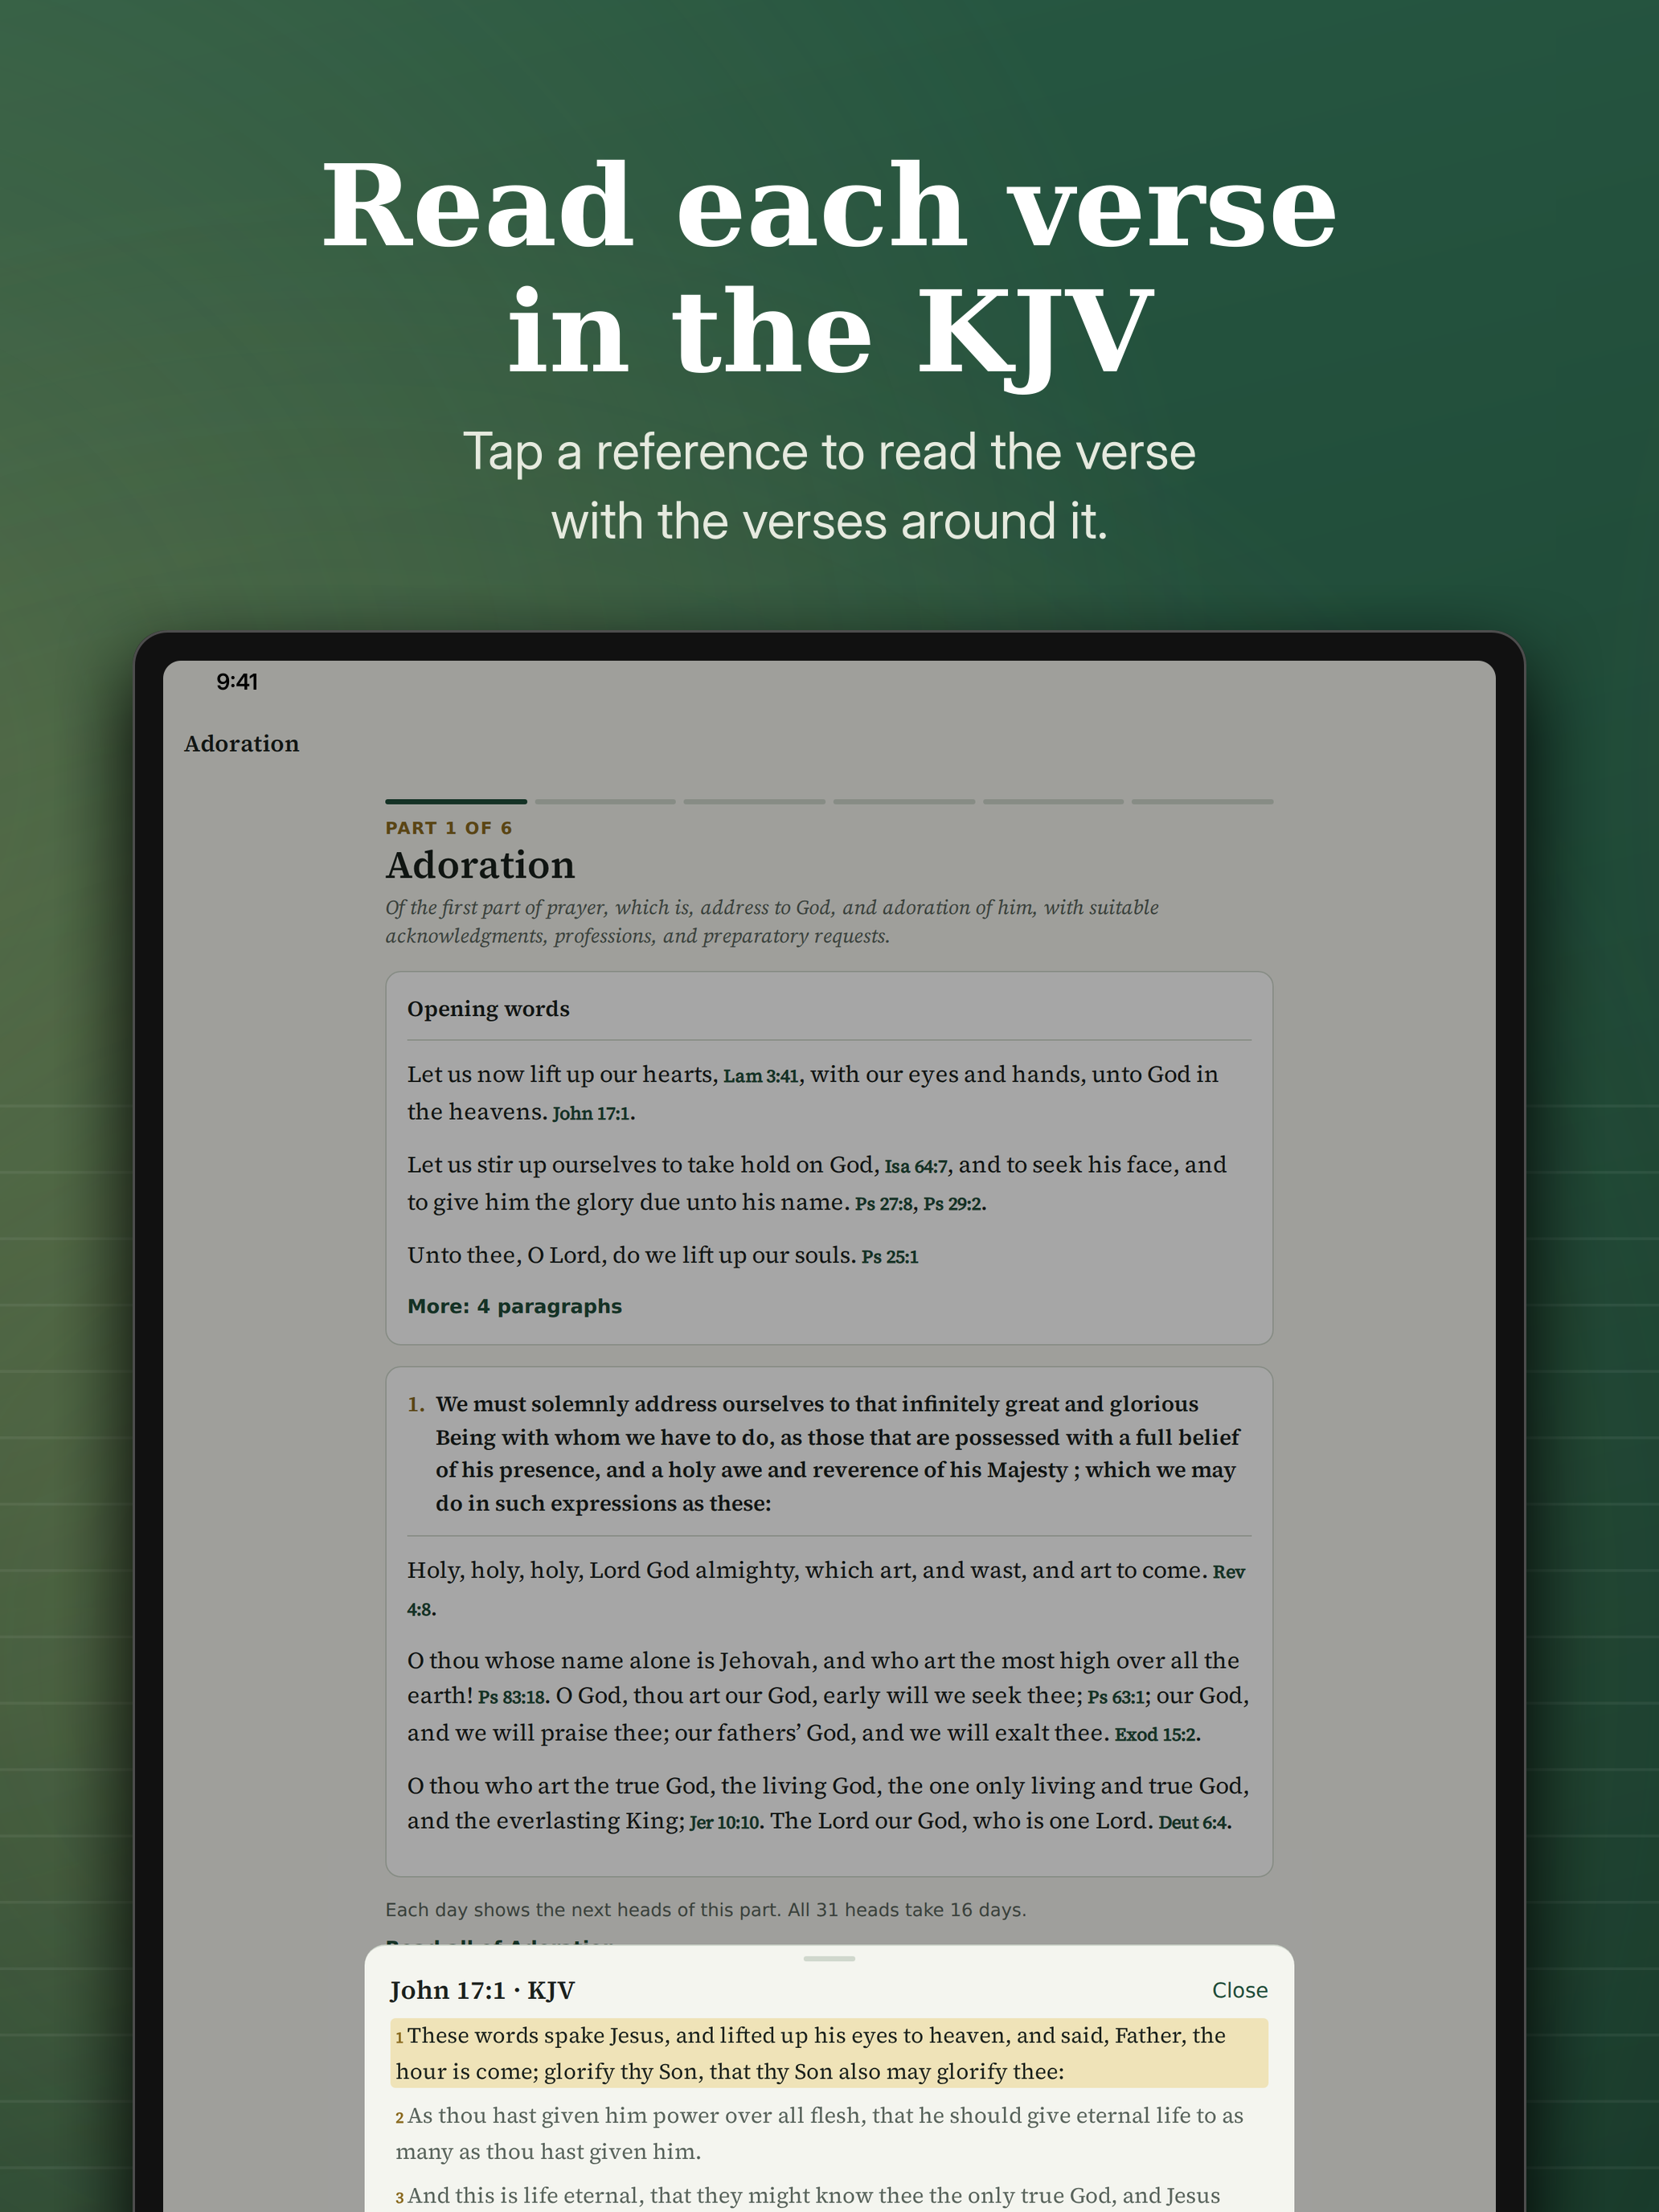 Read each verse
in the KJV
Tap a reference to read the verse
with the verses around it.
9:41
Adoration
PART 1 OF 6
Adoration
Of the first part of prayer, which is, address to God, and adoration of him, with suitable
acknowledgments, professions, and preparatory requests.
Opening words
Let us now lift up our hearts, Lam 3:41, with our eyes and hands, unto God in
the heavens. John 17:1.
Let us stir up ourselves to take hold on God, Isa 64:7, and to seek his face, and
to give him the glory due unto his name. Ps 27:8, Ps 29:2.
Unto thee, O Lord, do we lift up our souls. Ps 25:1
More: 4 paragraphs
1. We must solemnly address ourselves to that infinitely great and glorious
Being with whom we have to do, as those that are possessed with a full belief
of his presence, and a holy awe and reverence of his Majesty ; which we may
do in such expressions as these:
Holy, holy, holy, Lord God almighty, which art, and wast, and art to come. Rev
4:8.
O thou whose name alone is Jehovah, and who art the most high over all the
earth! Ps 83:18. O God, thou art our God, early will we seek thee; Ps 63:1; our God,
and we will praise thee; our fathers’ God, and we will exalt thee. Exod 15:2.
O thou who art the true God, the living God, the one only living and true God,
and the everlasting King; Jer 10:10. The Lord our God, who is one Lord. Deut 6:4.
Each day shows the next heads of this part. All 31 heads take 16 days.
Read all of Adoration
John 17:1 · KJV
Close
1 These words spake Jesus, and lifted up his eyes to heaven, and said, Father, the
hour is come; glorify thy Son, that thy Son also may glorify thee:
2 As thou hast given him power over all flesh, that he should give eternal life to as
many as thou hast given him.
3 And this is life eternal, that they might know thee the only true God, and Jesus